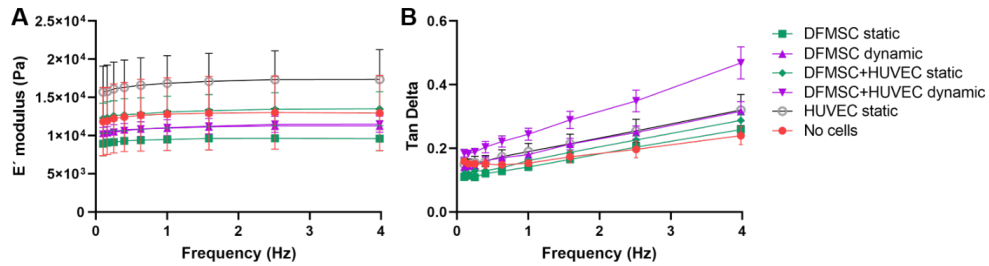 A
E´ modulus
(Pa)
2.5×10⁴
2×10⁴
1.5×10⁴
1×10⁴
5×10³
0
1
2
3
4
Frequency (Hz)
B
Tan Delta
0.6
0.4
0.2
0.0
0
1
2
3
4
Frequency (Hz)
DFMSC static
DFMSC dynamic
DFMSC+HUVEC static
DFMSC+HUVEC dynamic
HUVEC static
No cells